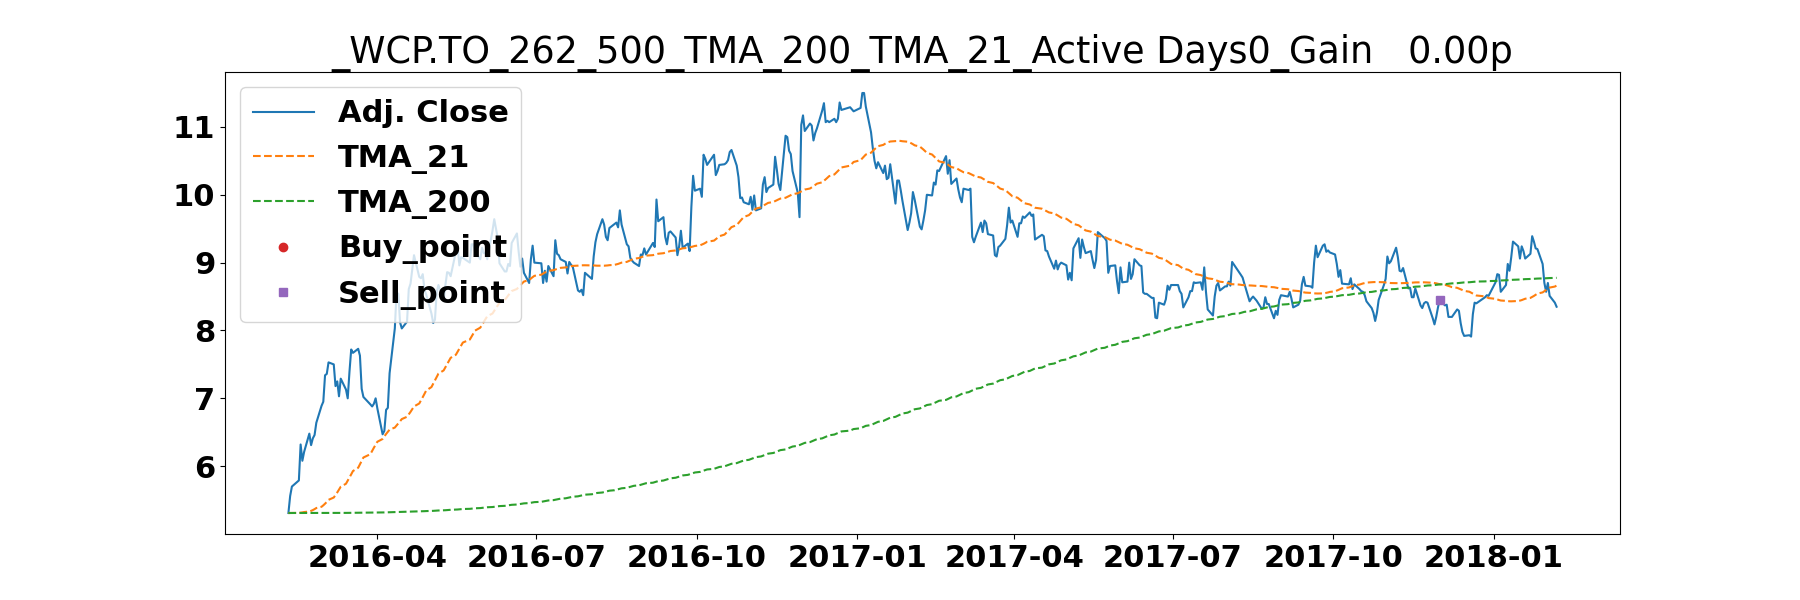 _WCP.TO_262_500_TMA_200_TMA_21_Active Days0_Gain   0.00p
Adj. Close
TMA_21
TMA_200
Buy_point
Sell_point
11
10
9
8
7
6
2016-04 2016-07 2016-10 2017-01 2017-04 2017-07 2017-10 2018-01